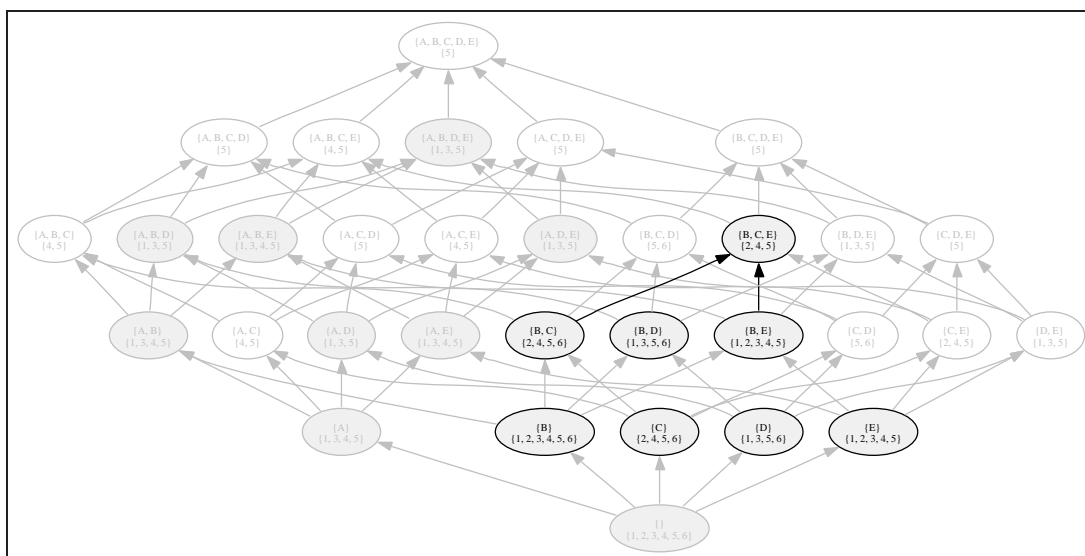 {A, B, C, D, E}
{5}
{A, B, C, D}
{5}
{A, B, C, E}
{4, 5}
{A, B, D, E}
{1, 3, 5}
{A, C, D, E}
{5}
{B, C, D, E}
{5}
{A, B, C}
{4, 5}
{A, B, D}
{1, 3, 5}
{A, B, E}
{1, 3, 4, 5}
{A, C, D}
{5}
{A, C, E}
{4, 5}
{A, D, E}
{1, 3, 5}
{B, C, D}
{5, 6}
{B, C, E}
{2, 4, 5}
{B, D, E}
{1, 3, 5}
{C, D, E}
{5}
{A, B}
{1, 3, 4, 5}
{A, C}
{4, 5}
{A, D}
{1, 3, 5}
{A, E}
{1, 3, 4, 5}
{B, C}
{2, 4, 5, 6}
{B, D}
{1, 3, 5, 6}
{B, E}
{1, 2, 3, 4, 5}
{C, D}
{5, 6}
{C, E}
{2, 4, 5}
{D, E}
{1, 3, 5}
{A}
{1, 3, 4, 5}
{B}
{1, 2, 3, 4, 5, 6}
{C}
{2, 4, 5, 6}
{D}
{1, 3, 5, 6}
{E}
{1, 2, 3, 4, 5}
{}
{1, 2, 3, 4, 5, 6}